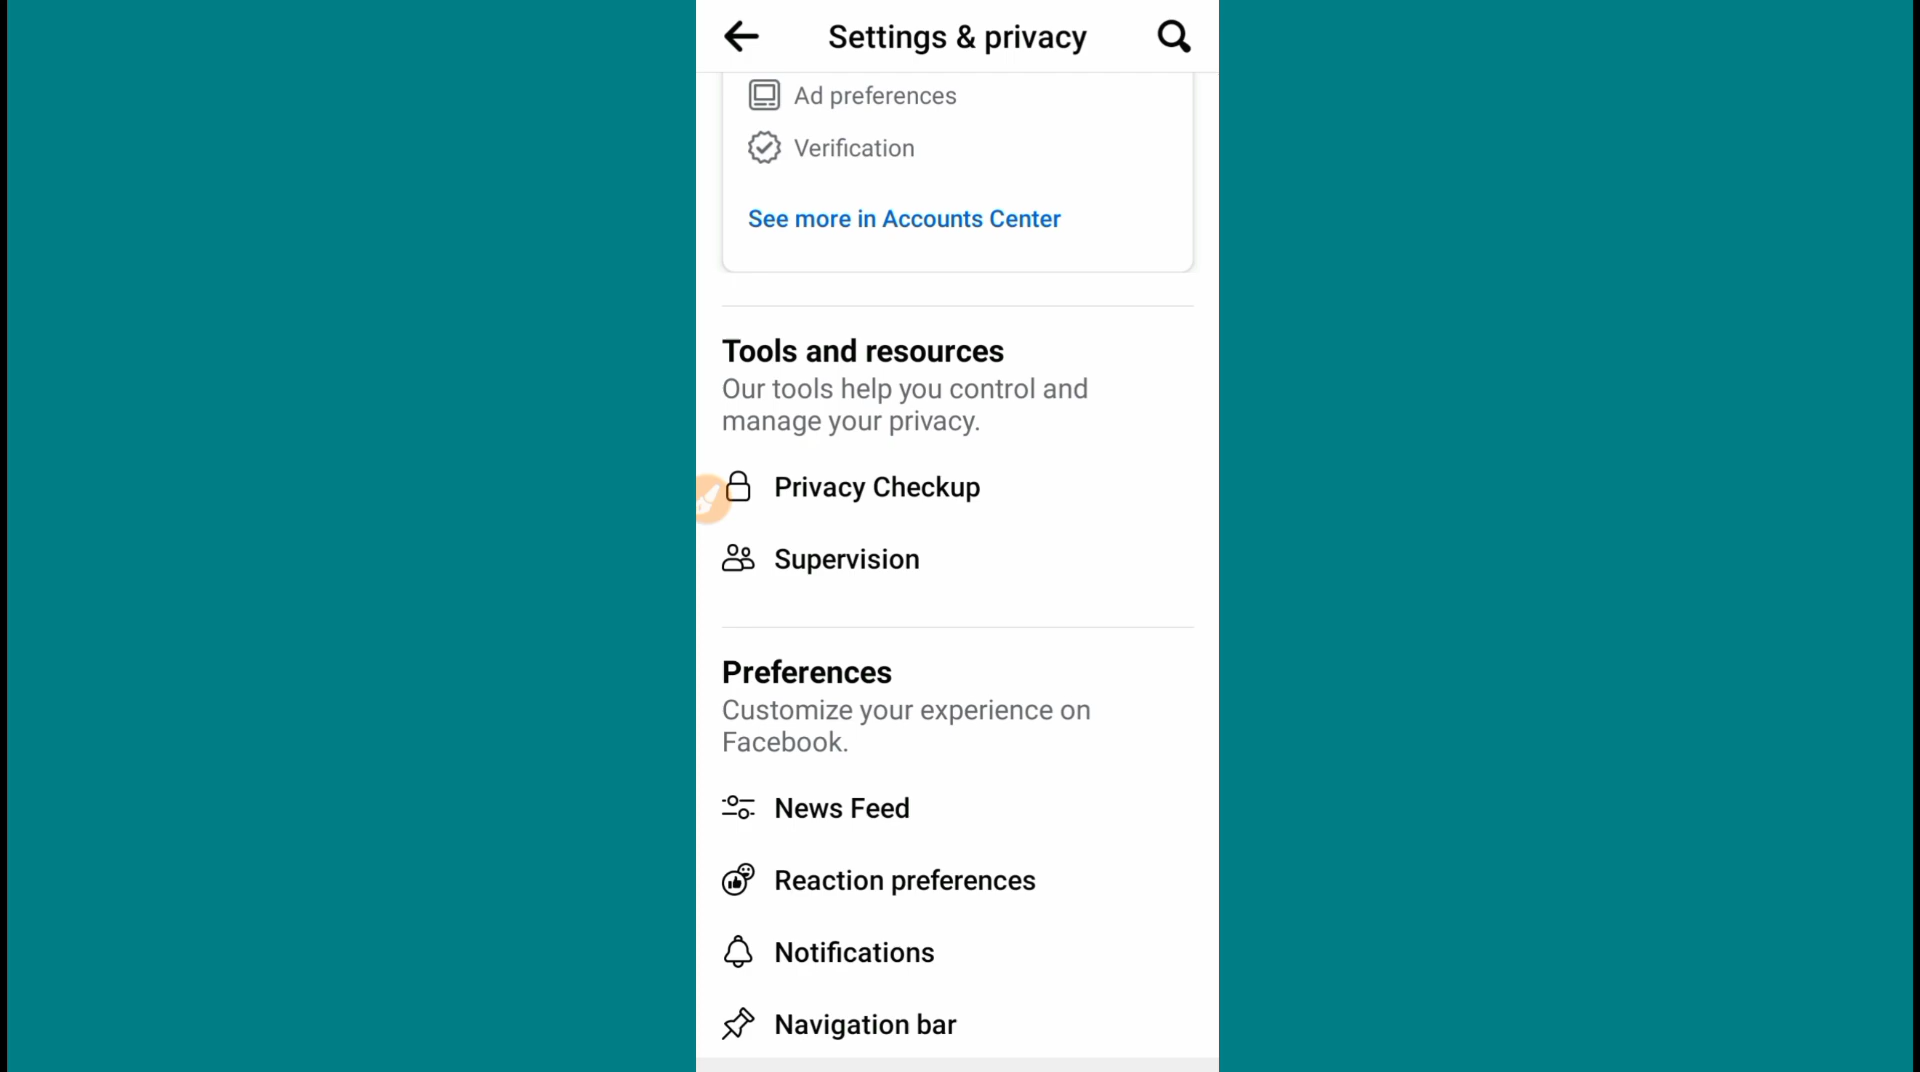 Settings & privacy
Ad preferences
Verification
See more in Accounts Center
Tools and resources
Our tools help you control and
manage your privacy.
Privacy Checkup
Supervision
Preferences
Customize your experience on
Facebook.
News Feed
Reaction preferences
Notifications
Navigation bar